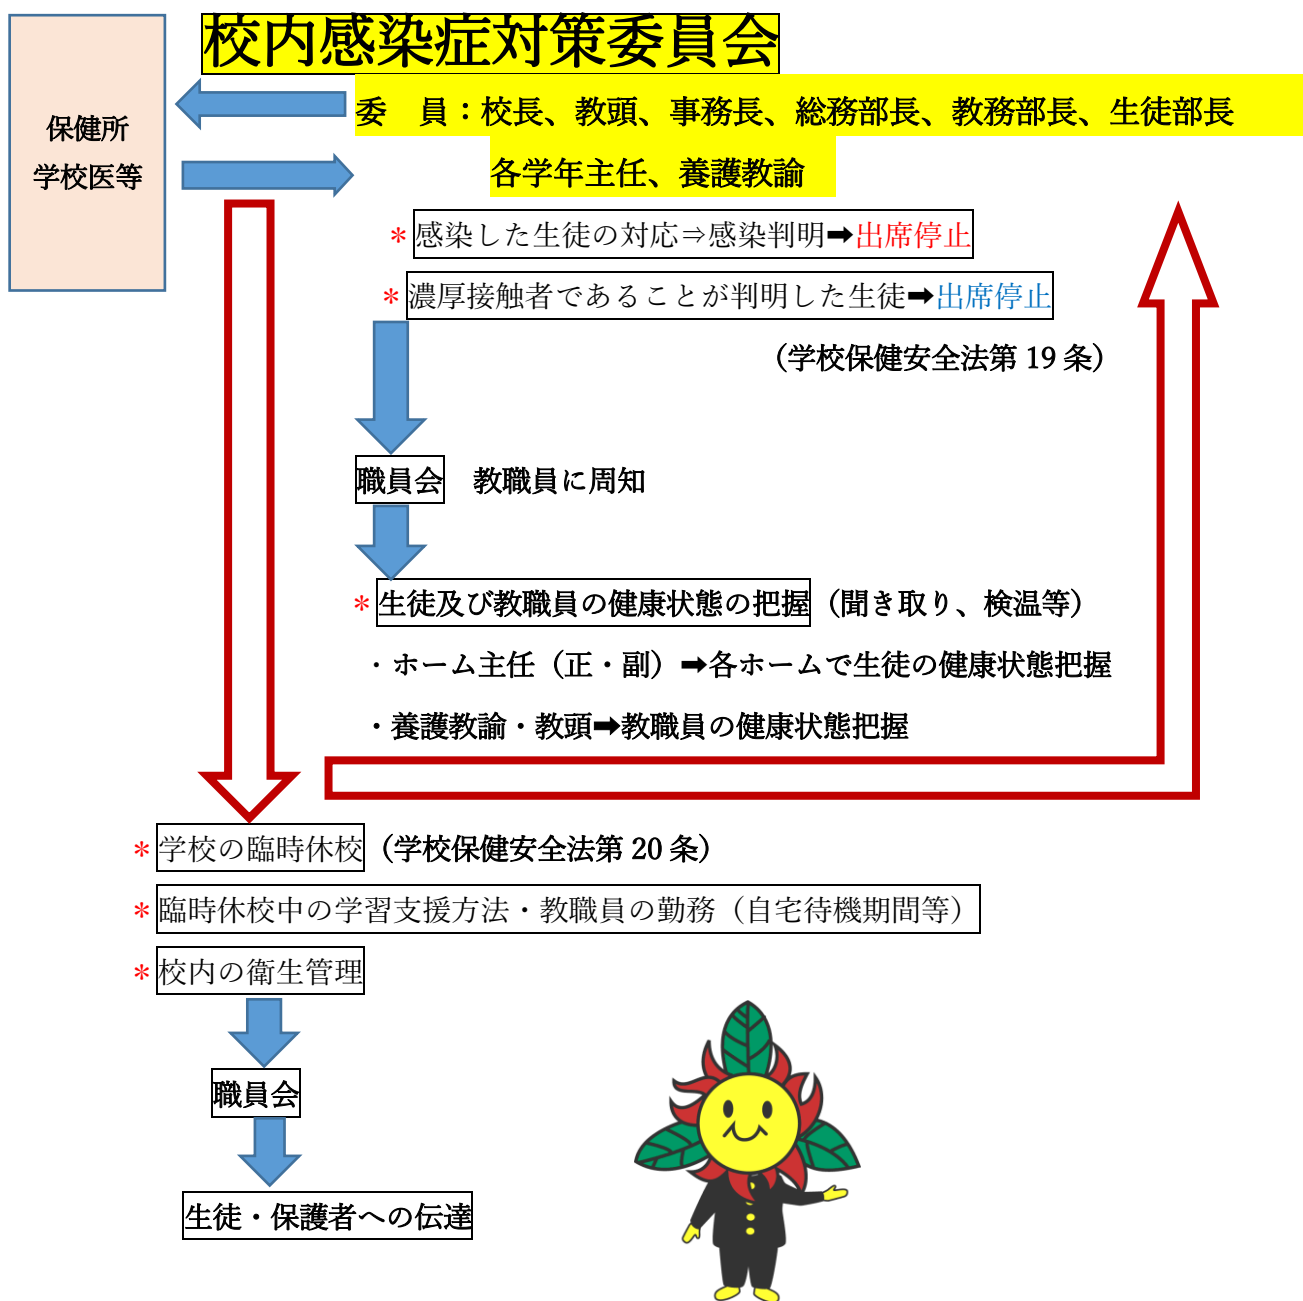 校内感染症対策委員会
保健所
学校医等
委　員：校長、教頭、事務長、総務部長、教務部長、生徒部長
各学年主任、養護教諭
＊感染した生徒の対応⇒感染判明➡出席停止
＊濃厚接触者であることが判明した生徒➡出席停止
（学校保健安全法第 19 条）
職員会　教職員に周知
＊生徒及び教職員の健康状態の把握（聞き取り、検温等）
・ホーム主任（正・副）➡各ホームで生徒の健康状態把握
・養護教諭・教頭➡教職員の健康状態把握
＊学校の臨時休校（学校保健安全法第 20 条）
＊臨時休校中の学習支援方法・教職員の勤務（自宅待機期間等）
＊校内の衛生管理
職員会
生徒・保護者への伝達